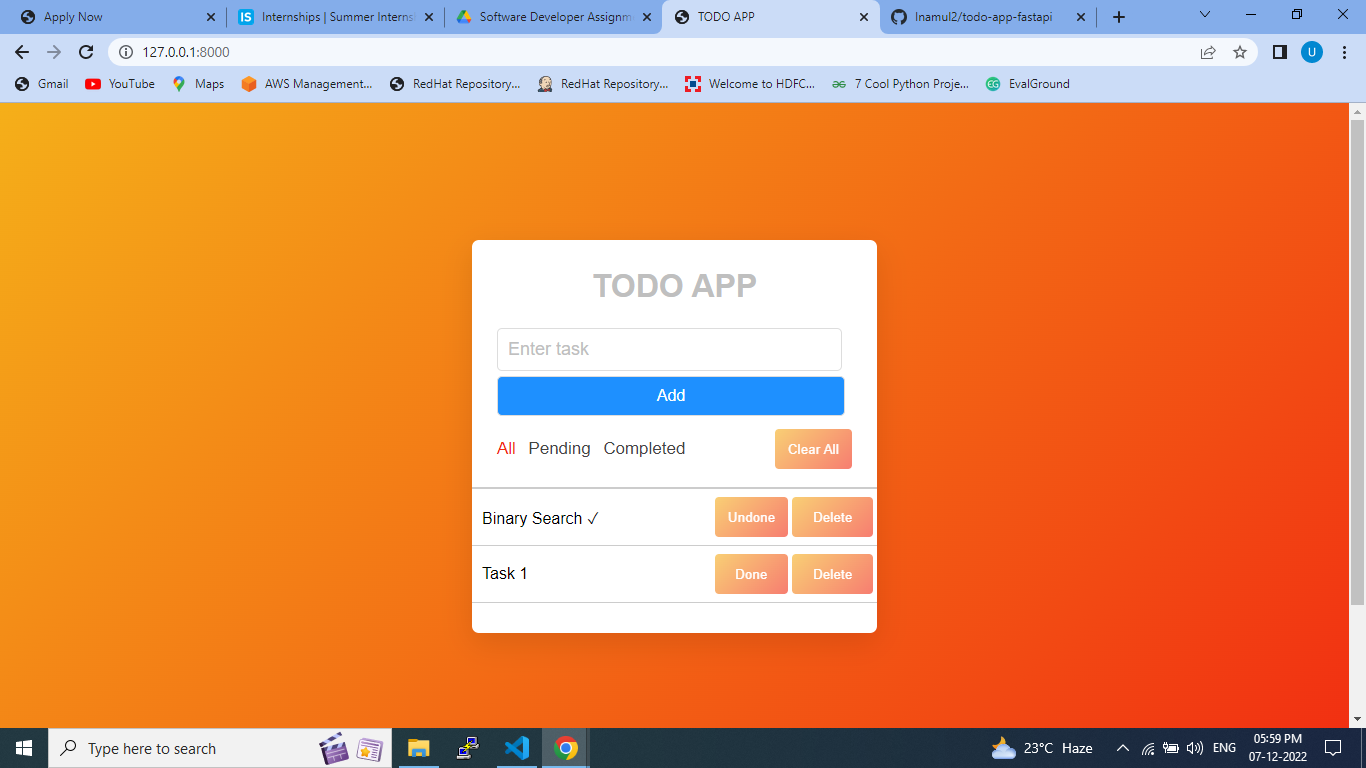 Apply Now
Internships | Summer Interns
Software Developer Assignm
TODO APP
Inamul2/todo-app-fastapi
127.0.0.1:8000
U
Gmail
YouTube
Maps
AWS Management...
RedHat Repository...
RedHat Repository...
Welcome to HDFC...
7 Cool Python Proje...
EvalGround
TODO APP
Enter task
Add
All Pending Completed Clear All
Binary Search ✓ Undone Delete
Task 1 Done Delete
Type here to search
23°C Haze
ENG
05:59 PM
07-12-2022